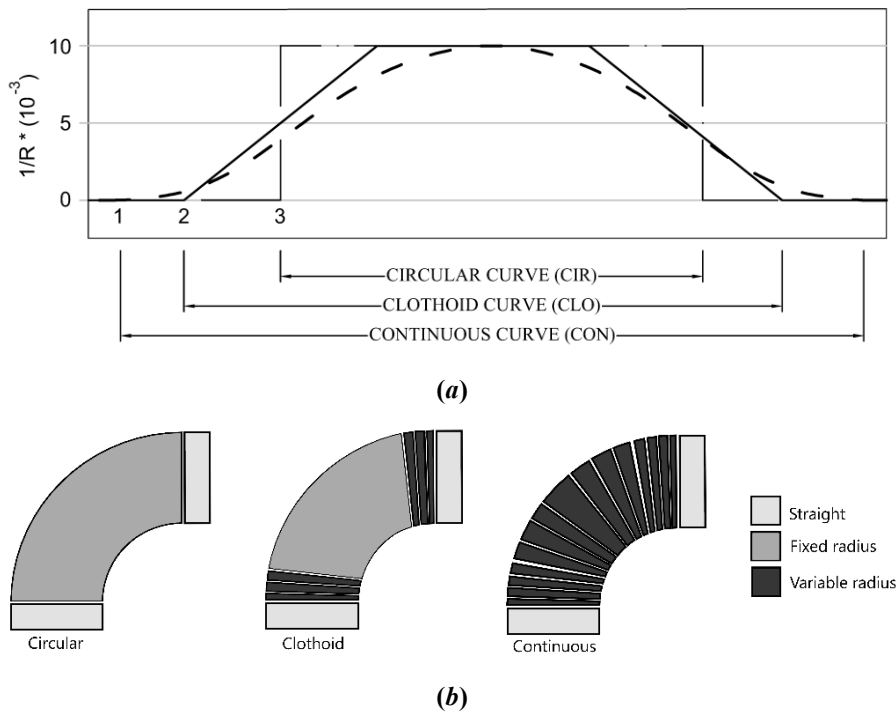 1/R * (10⁻³)
10
5
0
1 2 3
CIRCULAR CURVE (CIR)
CLOTHOID CURVE (CLO)
CONTINUOUS CURVE (CON)
(a)
Straight
Fixed radius
Variable radius
Circular
Clothoid
Continuous
(b)